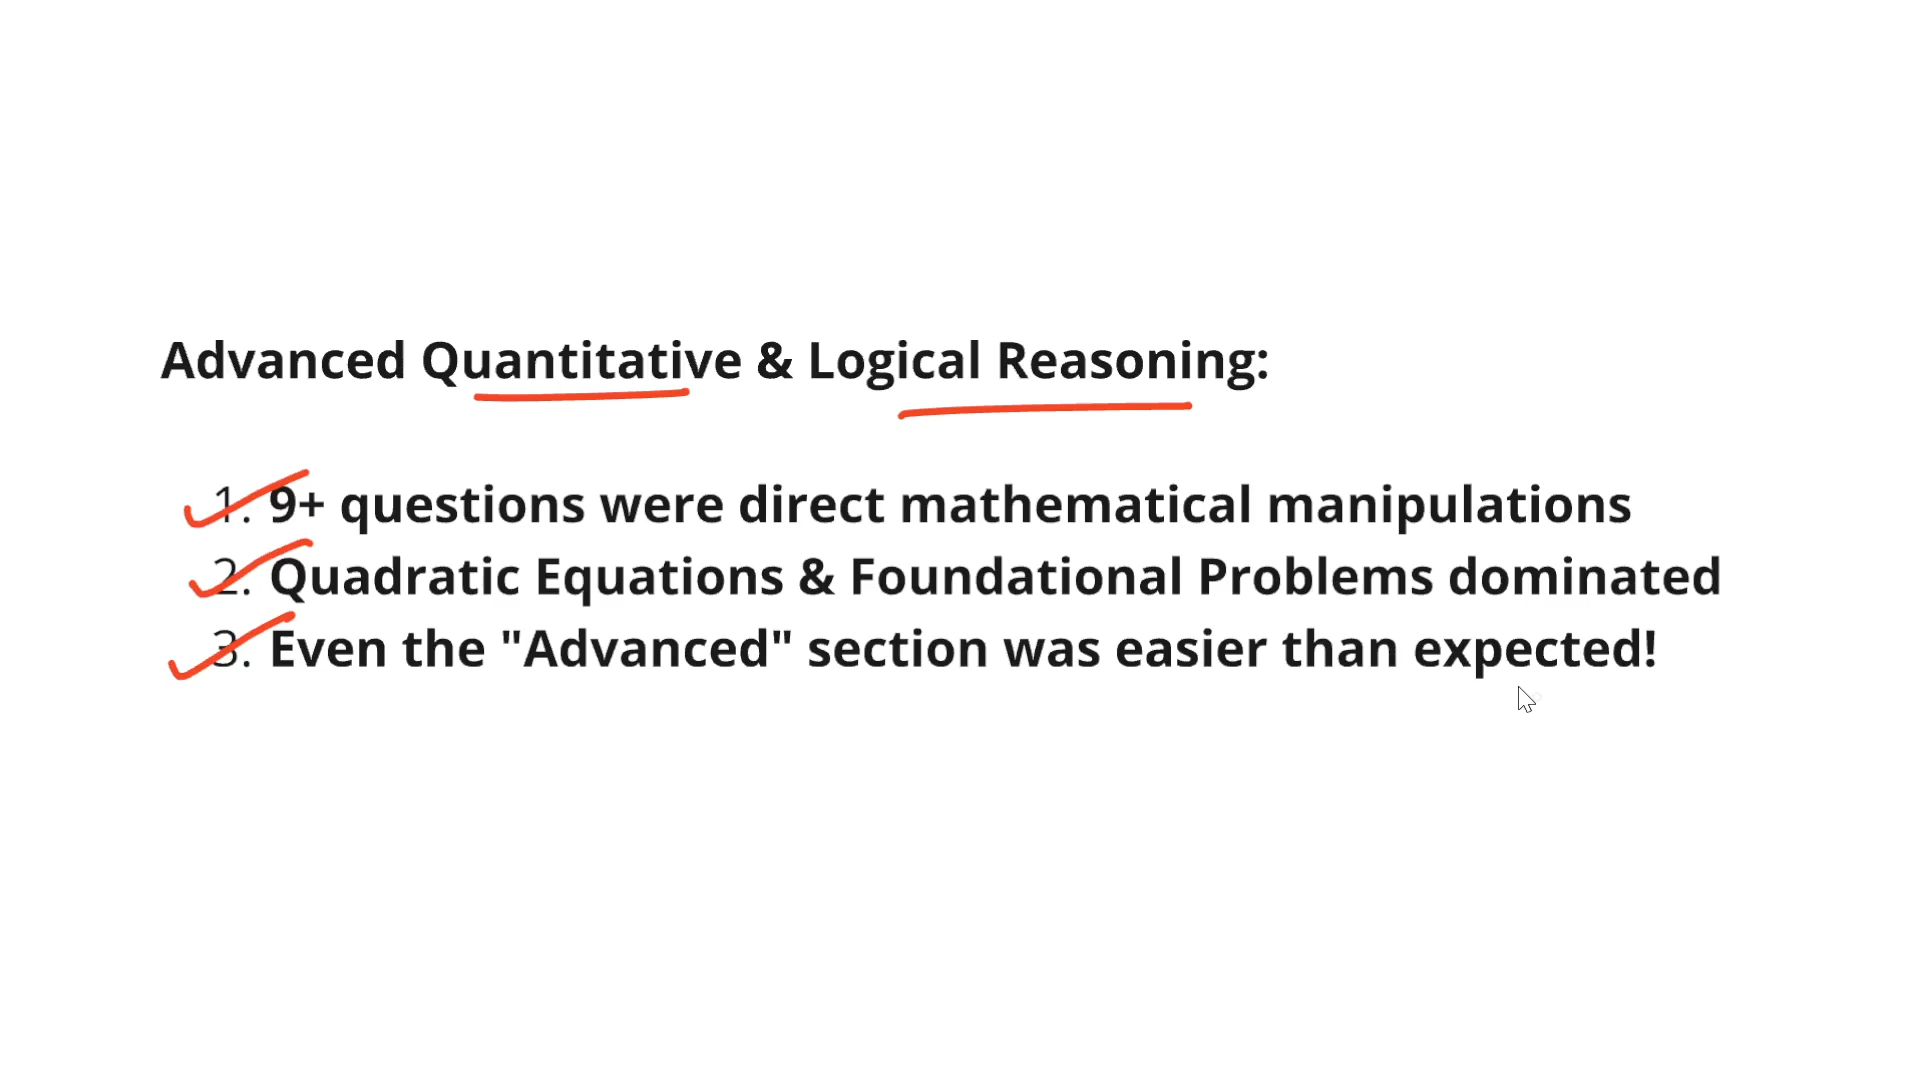 Advanced Quantitative & Logical Reasoning:
1. 9+ questions were direct mathematical manipulations
2. Quadratic Equations & Foundational Problems dominated
3. Even the "Advanced" section was easier than expected!